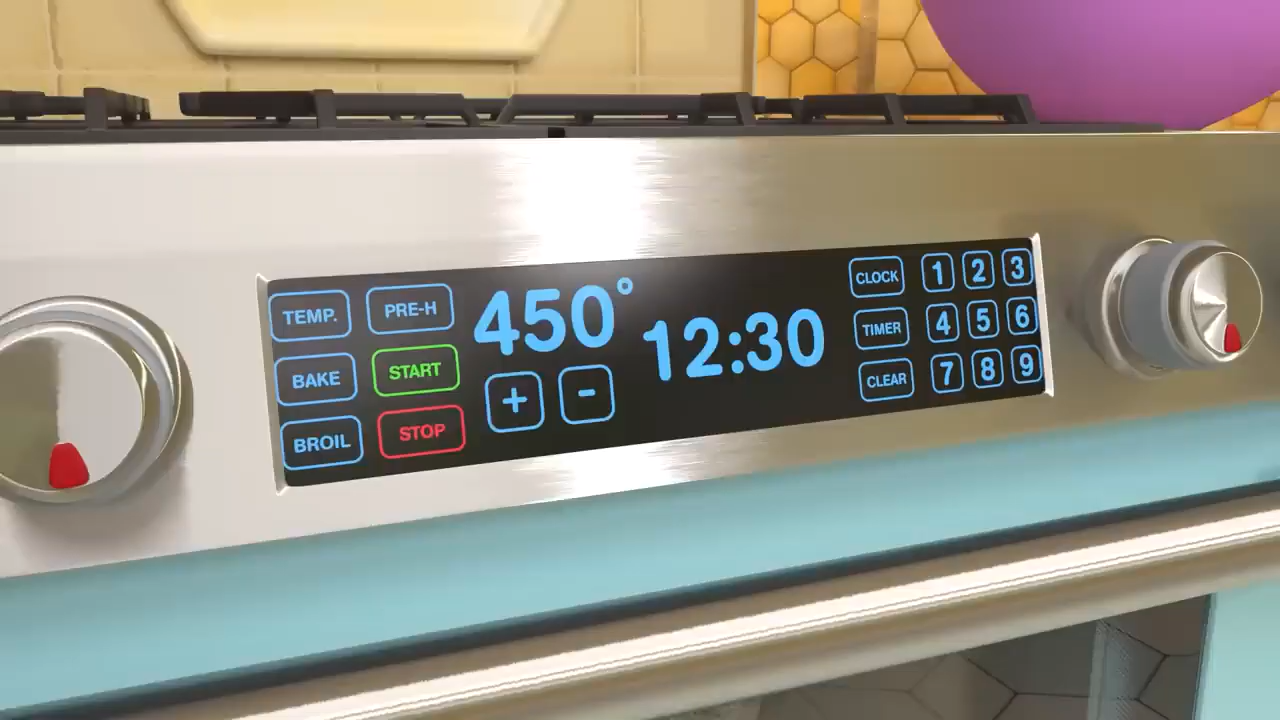 TEMP.
PRE-H
BAKE
START
BROIL
STOP
450°
+ -
12:30
CLOCK
TIMER
CLEAR
1 2 3
4 5 6
7 8 9